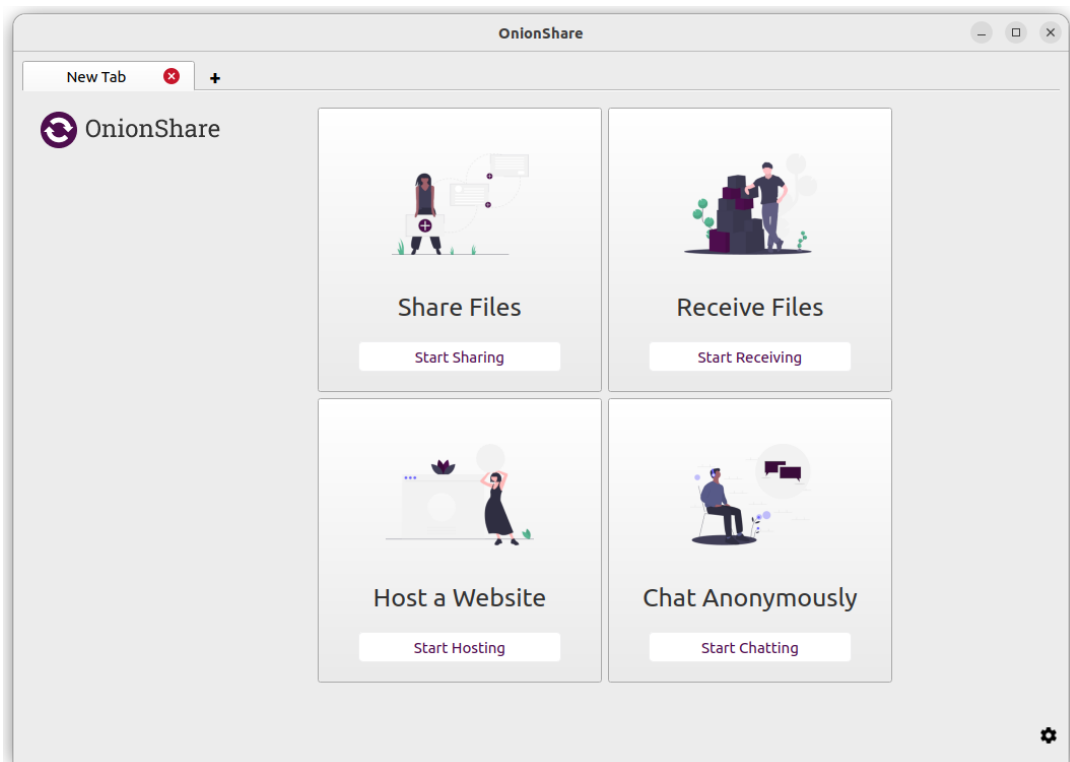 OnionShare
New Tab
OnionShare
Share Files
Start Sharing
Receive Files
Start Receiving
Host a Website
Start Hosting
Chat Anonymously
Start Chatting